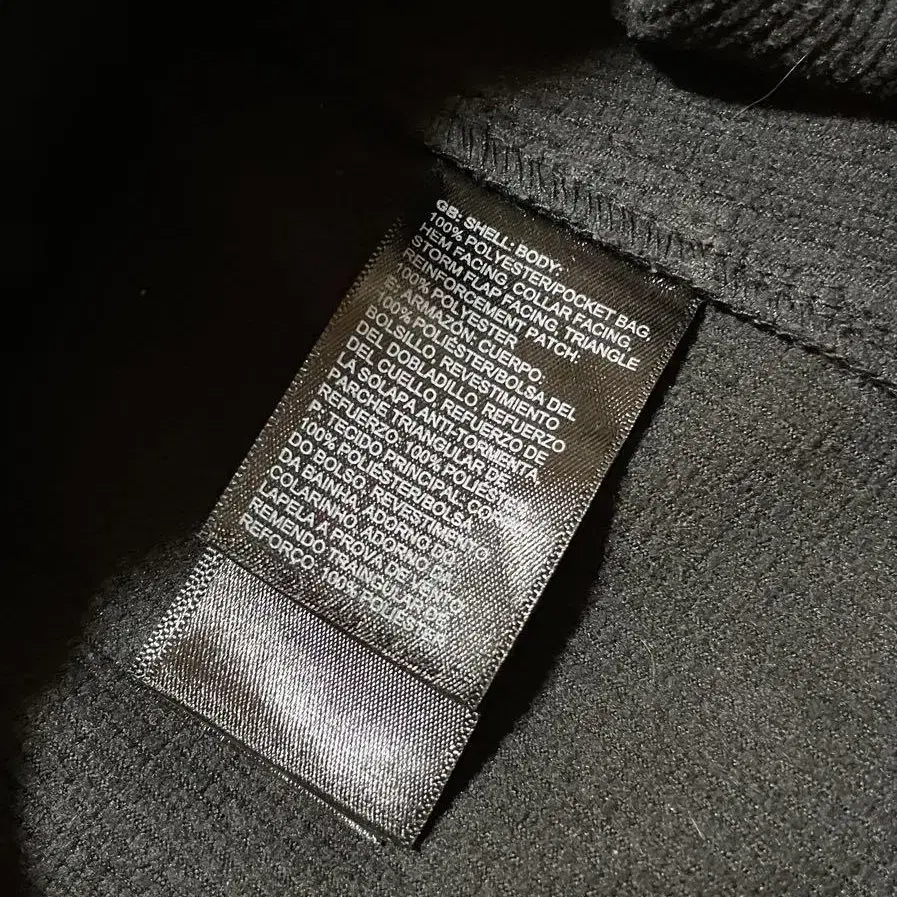 GB: SHELL: BODY:
100% POLYESTER/POCKET BAG,
HEM FACING, COLLAR FACING,
STORM FLAP FACING, TRIANGLE
REINFORCEMENT PATCH:
100% POLYESTER
E: ARMAZÓN: CUERPO.
100% POLIÉSTER/BOLSA DEL
BOLSILLO, REVESTIMIENTO
DEL DOBLADILLO, REFUERZO
DEL CUELLO, REFUERZO DE
LA SOLAPA ANTI-TORMENTA,
PARCHE TRIANGULAR DE
REFUERZO: 100% POLIÉSTER
P: TECIDO PRINCIPAL: CORPO:
100% POLIÉSTER/BOLSA
DO BOLSO, REVESTIMENTO
DA BAINHA, ADORNO DO
COLARINHO, ADORNO DA
LAPELA À PROVA DE VENTO,
REMENDO TRIANGULAR DE
REFORÇO: 100% POLIÉSTER